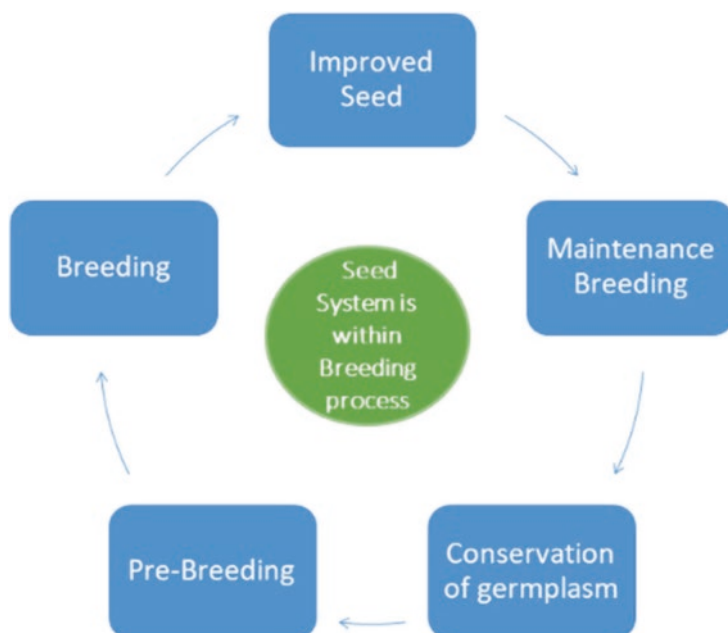 Improved
Seed
Maintenance
Breeding
Conservation
of germplasm
Pre-Breeding
Breeding
Seed
System is
within
Breeding
process